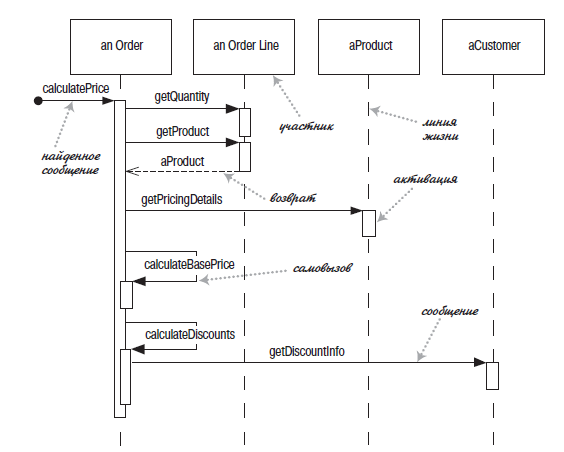 an Order
an Order Line
aProduct
aCustomer
calculatePrice
getQuantity
участник
линия
жизни
getProduct
найденное
сообщение
aProduct
активация
getPricingDetails
возврат
calculateBasePrice
самовызов
сообщение
calculateDiscounts
getDiscountInfo